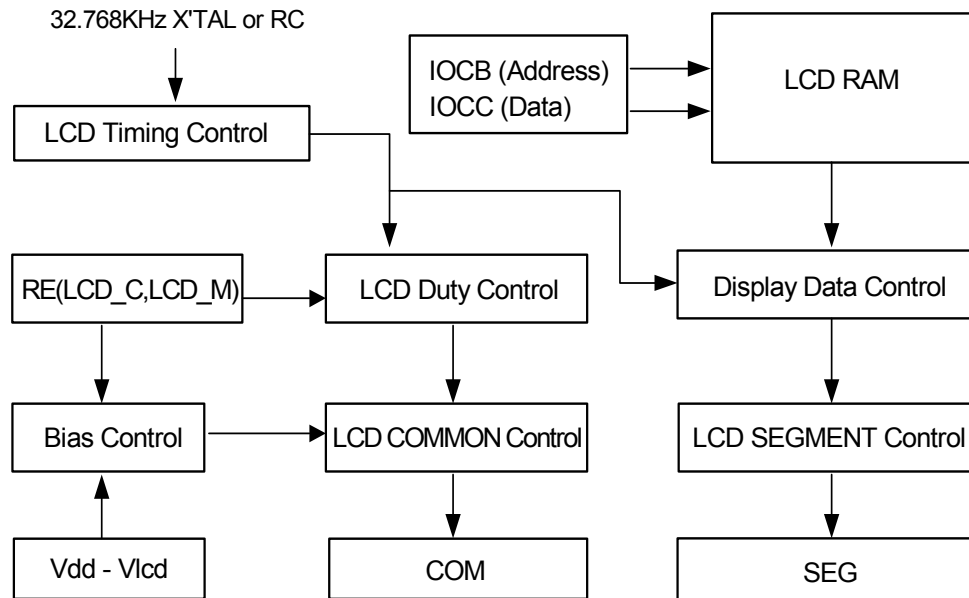 32.768KHz X'TAL or RC
IOCB (Address)
IOCC (Data)
LCD RAM
LCD Timing Control
RE(LCD_C,LCD_M)
LCD Duty Control
Display Data Control
Bias Control
LCD COMMON Control
LCD SEGMENT Control
Vdd - Vlcd
COM
SEG